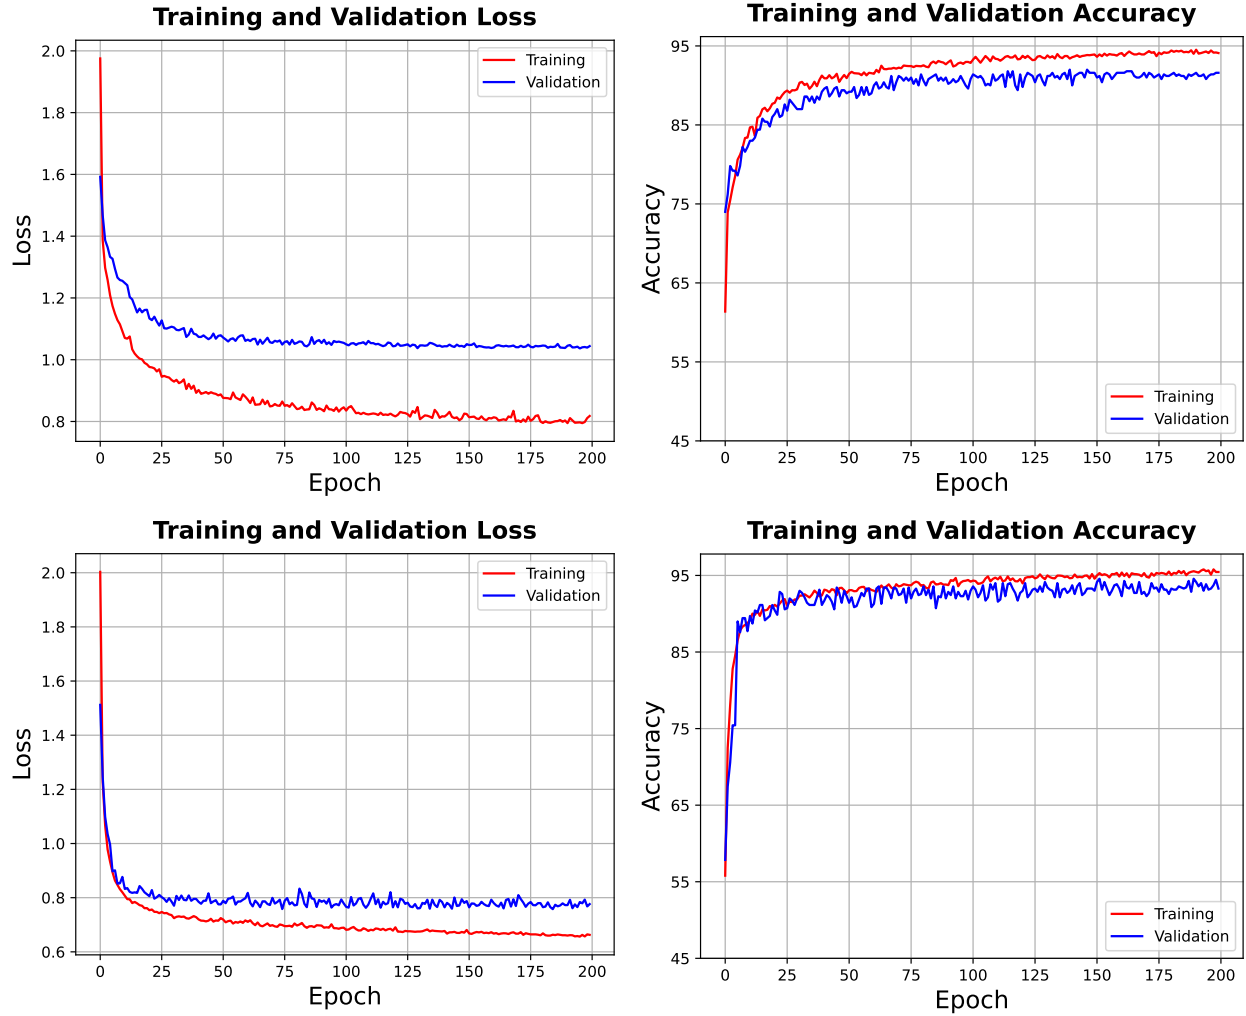 Training and Validation Loss
2.0
1.8
1.6
1.4
1.2
1.0
0.8
Loss
0 25 50 75 100 125 150 175 200
Epoch
Training
Validation
Training and Validation Accuracy
95
85
75
65
55
45
Accuracy
0 25 50 75 100 125 150 175 200
Epoch
Training
Validation
Training and Validation Loss
2.0
1.8
1.6
1.4
1.2
1.0
0.8
0.6
Loss
0 25 50 75 100 125 150 175 200
Epoch
Training
Validation
Training and Validation Accuracy
95
85
75
65
55
45
Accuracy
0 25 50 75 100 125 150 175 200
Epoch
Training
Validation